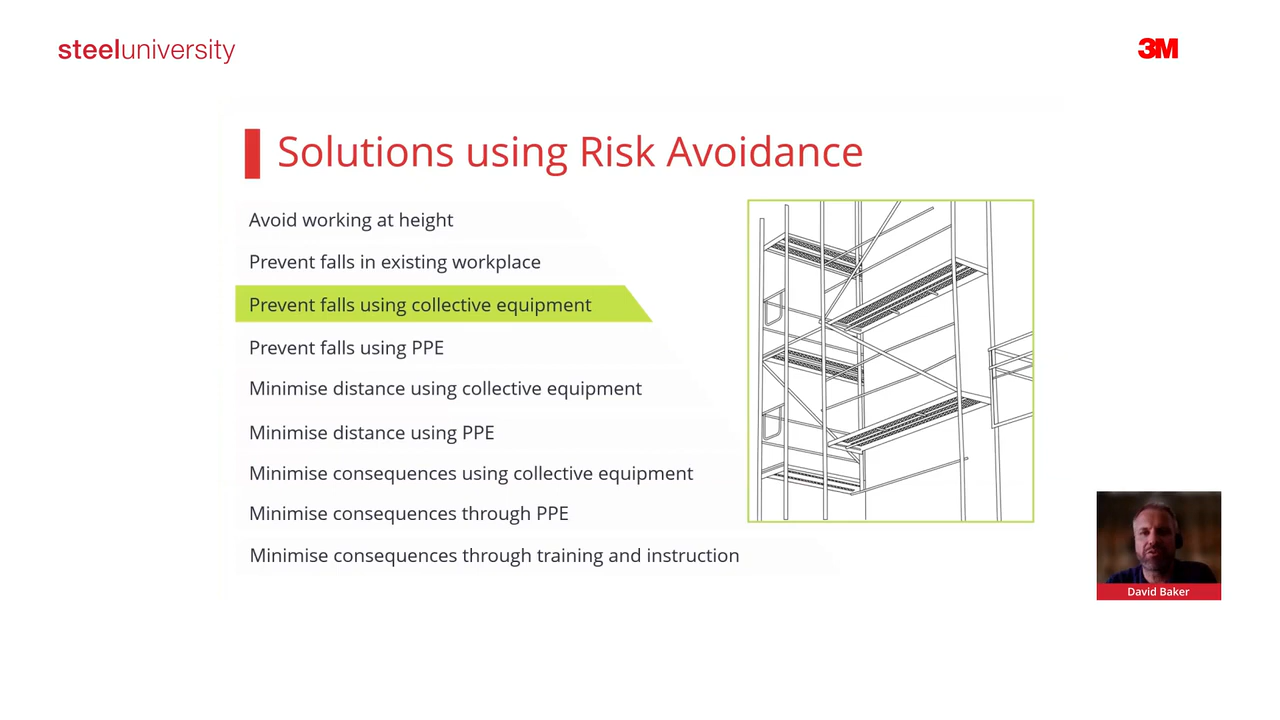 steeluniversity
3M
Solutions using Risk Avoidance
Avoid working at height
Prevent falls in existing workplace
Prevent falls using collective equipment
Prevent falls using PPE
Minimise distance using collective equipment
Minimise distance using PPE
Minimise consequences using collective equipment
Minimise consequences through PPE
Minimise consequences through training and instruction
David Baker